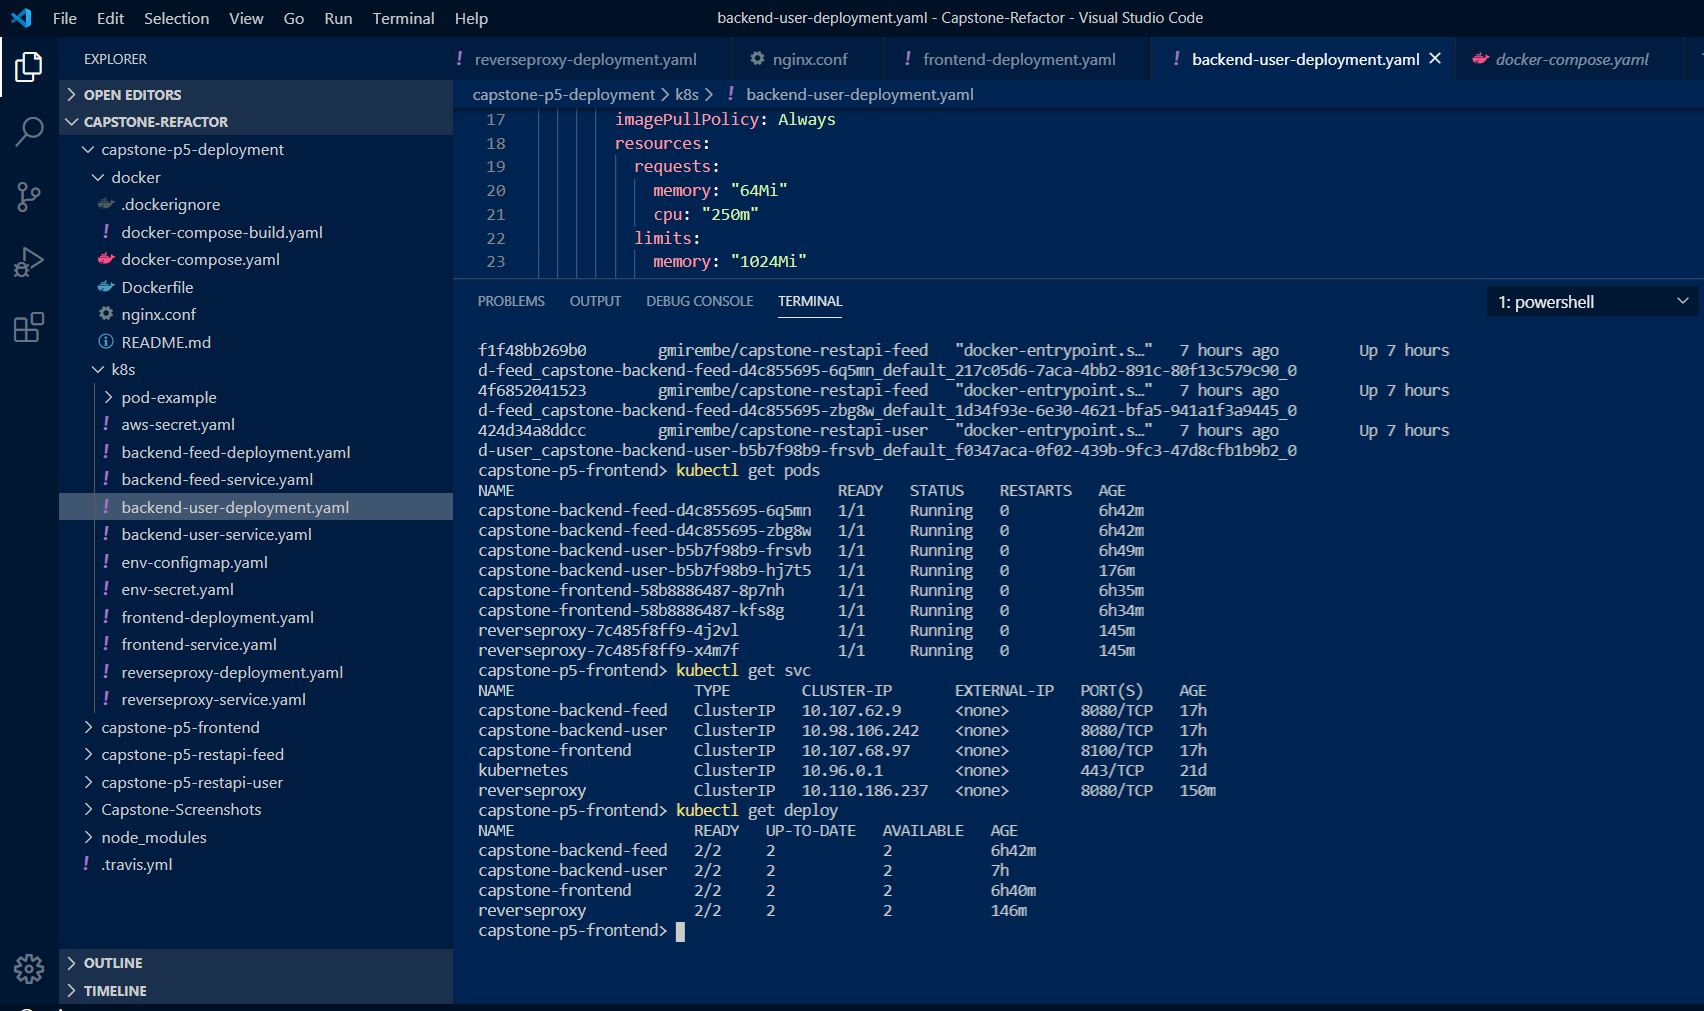 File Edit Selection View Go Run Terminal Help
backend-user-deployment.yaml - Capstone-Refactor - Visual Studio Code
EXPLORER
OPEN EDITORS
CAPSTONE-REFACTOR
capstone-p5-deployment
docker
.dockerignore
docker-compose-build.yaml
docker-compose.yaml
Dockerfile
nginx.conf
README.md
k8s
pod-example
aws-secret.yaml
backend-feed-deployment.yaml
backend-feed-service.yaml
backend-user-deployment.yaml
backend-user-service.yaml
env-configmap.yaml
env-secret.yaml
frontend-deployment.yaml
frontend-service.yaml
reverseproxy-deployment.yaml
reverseproxy-service.yaml
capstone-p5-frontend
capstone-p5-restapi-feed
capstone-p5-restapi-user
Capstone-Screenshots
node_modules
.travis.yml
OUTLINE
TIMELINE
reverseproxy-deployment.yaml nginx.conf frontend-deployment.yaml backend-user-deployment.yaml docker-compose.yaml
capstone-p5-deployment > k8s > ! backend-user-deployment.yaml
17 imagePullPolicy: Always
18 resources:
19 requests:
20 memory: "64Mi"
21 cpu: "250m"
22 limits:
23 memory: "1024Mi"
PROBLEMS OUTPUT DEBUG CONSOLE TERMINAL
1: powershell
f1f48bb269b0 gmirembe/capstone-restapi-feed "docker-entrypoint.s…" 7 hours ago Up 7 hours
d-feed_capstone-backend-feed-d4c855695-6q5mn_default_217c05d6-7aca-4bb2-891c-80f13c579c90_0
4f6852041523 gmirembe/capstone-restapi-feed "docker-entrypoint.s…" 7 hours ago Up 7 hours
d-feed_capstone-backend-feed-d4c855695-zbg8w_default_1d34f93e-6e30-4621-bfa5-941a1f3a9445_0
424d34a8ddcc gmirembe/capstone-restapi-user "docker-entrypoint.s…" 7 hours ago Up 7 hours
d-user_capstone-backend-user-b5b7f98b9-frsvb_default_f0347aca-0f02-439b-9fc3-47d8cfb1b9b2_0
capstone-p5-frontend> kubectl get pods
NAME READY STATUS RESTARTS AGE
capstone-backend-feed-d4c855695-6q5mn 1/1 Running 0 6h42m
capstone-backend-feed-d4c855695-zbg8w 1/1 Running 0 6h42m
capstone-backend-user-b5b7f98b9-frsvb 1/1 Running 0 6h49m
capstone-backend-user-b5b7f98b9-hj7t5 1/1 Running 0 176m
capstone-frontend-58b8886487-8p7nh 1/1 Running 0 6h35m
capstone-frontend-58b8886487-kfs8g 1/1 Running 0 6h34m
reverseproxy-7c485f8ff9-4j2vl 1/1 Running 0 145m
reverseproxy-7c485f8ff9-x4m7f 1/1 Running 0 145m
capstone-p5-frontend> kubectl get svc
NAME TYPE CLUSTER-IP EXTERNAL-IP PORT(S) AGE
capstone-backend-feed ClusterIP 10.107.62.9 <none> 8080/TCP 17h
capstone-backend-user ClusterIP 10.98.106.242 <none> 8080/TCP 17h
capstone-frontend ClusterIP 10.107.68.97 <none> 8100/TCP 17h
kubernetes ClusterIP 10.96.0.1 <none> 443/TCP 21d
reverseproxy ClusterIP 10.110.186.237 <none> 8080/TCP 150m
capstone-p5-frontend> kubectl get deploy
NAME READY UP-TO-DATE AVAILABLE AGE
capstone-backend-feed 2/2 2 2 6h42m
capstone-backend-user 2/2 2 2 7h
capstone-frontend 2/2 2 2 6h40m
reverseproxy 2/2 2 2 146m
capstone-p5-frontend>